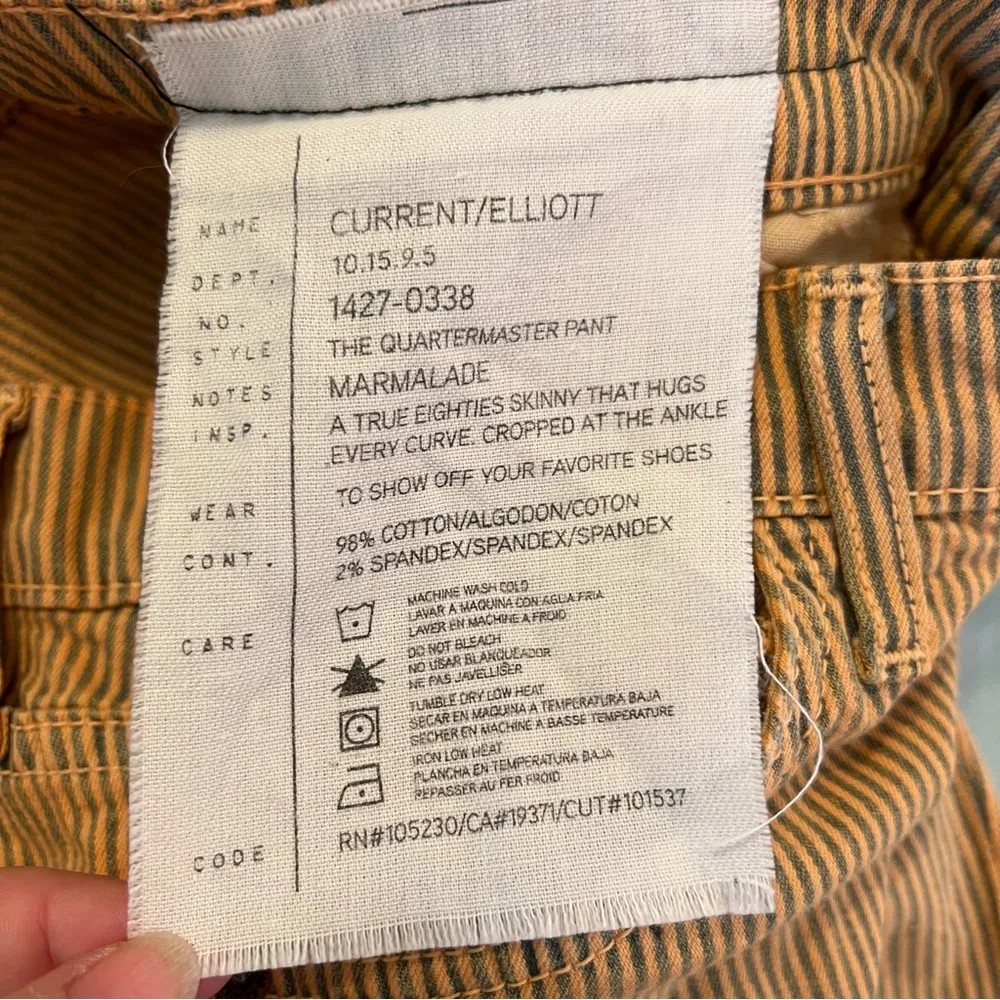 NAME CURRENT/ELLIOTT
DEPT. 10.15.9.5
NO. 1427-0338
STYLE THE QUARTERMASTER PANT
NOTES MARMALADE
INSP. A TRUE EIGHTIES SKINNY THAT HUGS
EVERY CURVE. CROPPED AT THE ANKLE
WEAR TO SHOW OFF YOUR FAVORITE SHOES
CONT. 98% COTTON/ALGODON/COTON
2% SPANDEX/SPANDEX/SPANDEX
CARE
MACHINE WASH COLD
LAVAR A MAQUINA CON AGUA FRIA
LAVER EN MACHINE A FROID
DO NOT BLEACH
NO USAR BLANQUEADOR
NE PAS JAVELLISER
TUMBLE DRY LOW HEAT
SECAR EN MAQUINA A TEMPERATURA BAJA
SECHER EN MACHINE A BASSE TEMPERATURE
IRON LOW HEAT
PLANCHA EN TEMPERATURA BAJA
REPASSER AU FER FROID
CODE RN#105230/CA#19371/CUT#101537